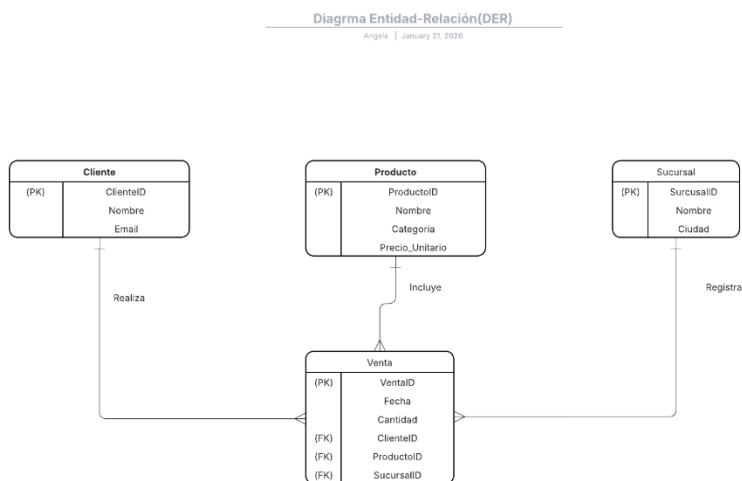 Diagrma Entidad-Relación(DER)
Angela | January 21, 2026
Cliente
(PK) ClienteID
Nombre
Email
Producto
(PK) ProductoID
Nombre
Categoria
Precio_Unitario
Sucursal
(PK) SurcusalID
Nombre
Ciudad
Realiza
Incluye
Registra
Venta
(PK) VentaID
Fecha
Cantidad
(FK) ClienteID
(FK) ProductoID
(FK) SucursalID